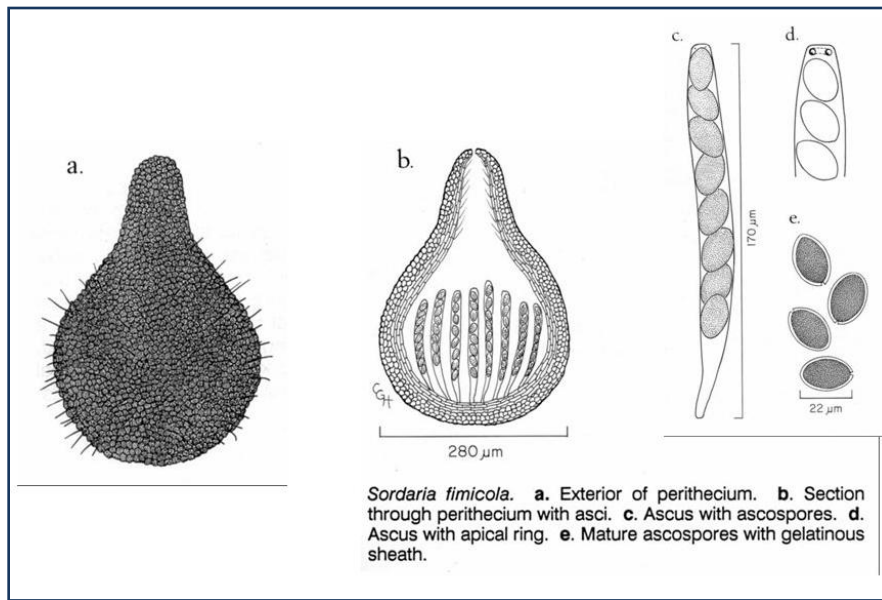 c.
d.
a.
b.
170 μm
e.
CGH
22 μm
280 μm
Sordaria fimicola. a. Exterior of perithecium. b. Section
through perithecium with asci. c. Ascus with ascospores. d.
Ascus with apical ring. e. Mature ascospores with gelatinous
sheath.